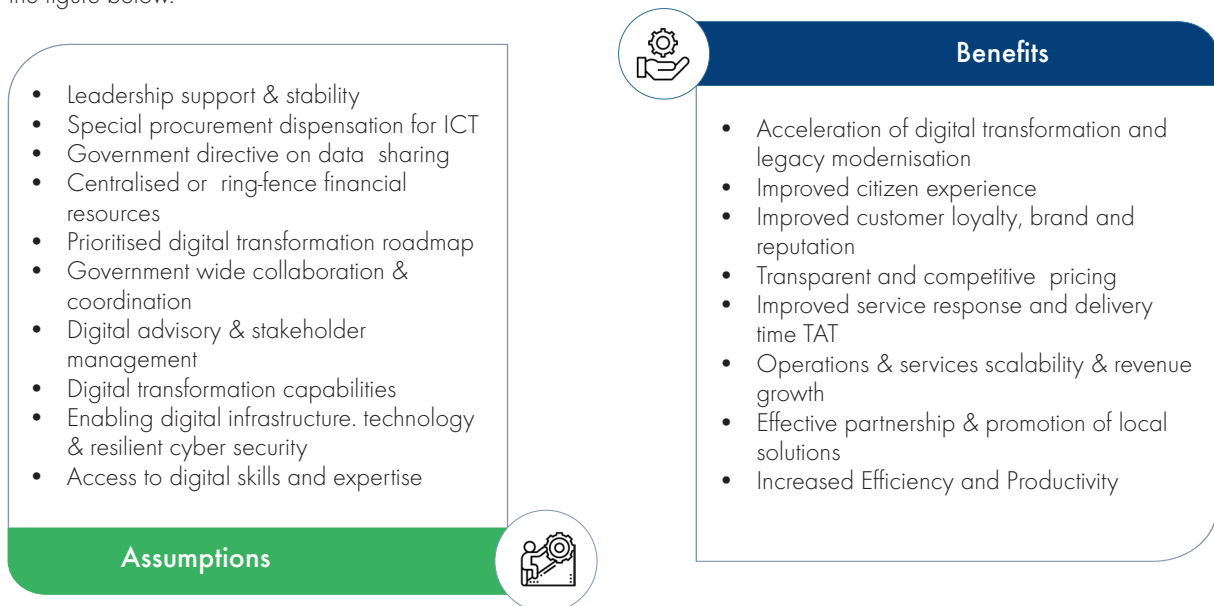 the figure below.
• Leadership support & stability
• Special procurement dispensation for ICT
• Government directive on data  sharing
• Centralised or  ring-fence financial
resources
• Prioritised digital transformation roadmap
• Government wide collaboration &
coordination
• Digital advisory & stakeholder
management
• Digital transformation capabilities
• Enabling digital infrastructure. technology
& resilient cyber security
• Access to digital skills and expertise
Assumptions
Benefits
• Acceleration of digital transformation and
legacy modernisation
• Improved citizen experience
• Improved customer loyalty, brand and
reputation
• Transparent and competitive  pricing
• Improved service response and delivery
time TAT
• Operations & services scalability & revenue
growth
• Effective partnership & promotion of local
solutions
• Increased Efficiency and Productivity